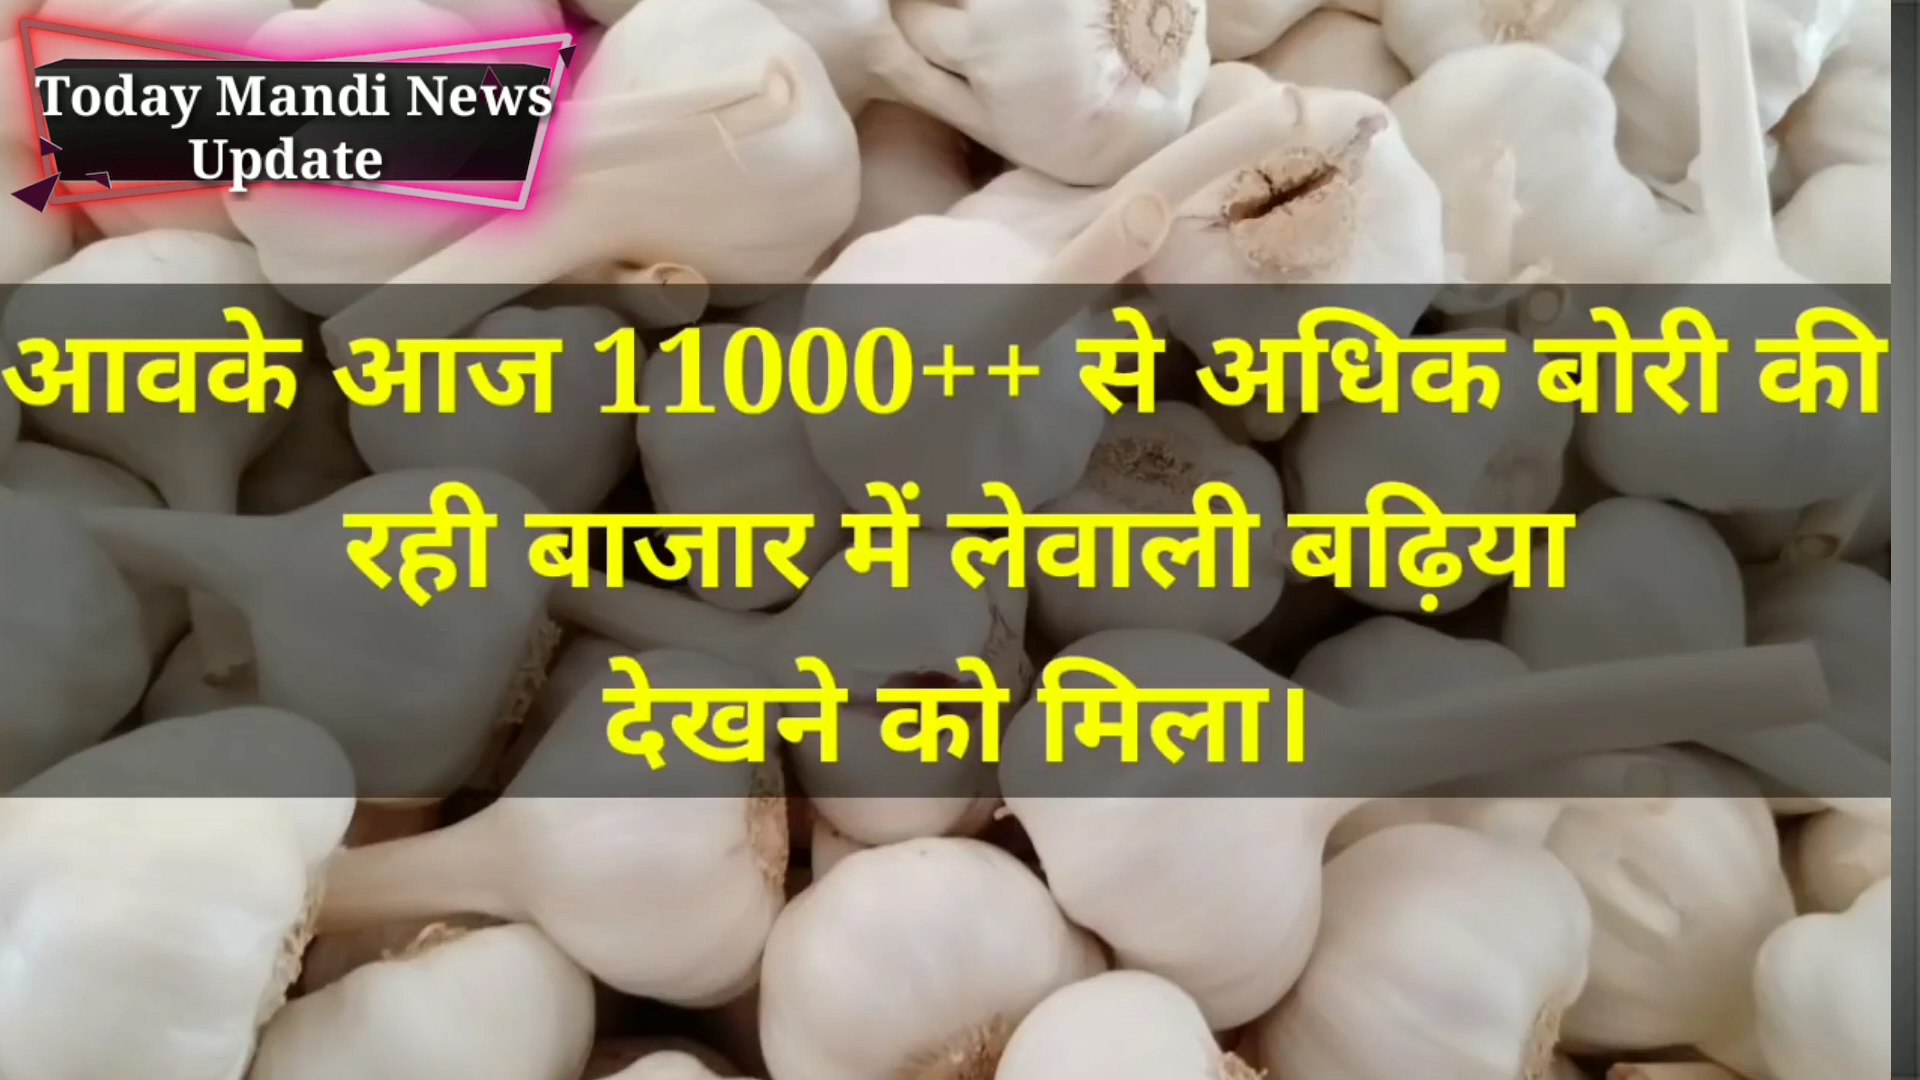 Today Mandi News
Update
आवके आज 11000++ से अधिक बोरी की
रही बाजार में लेवाली बढ़िया
देखने को मिला।